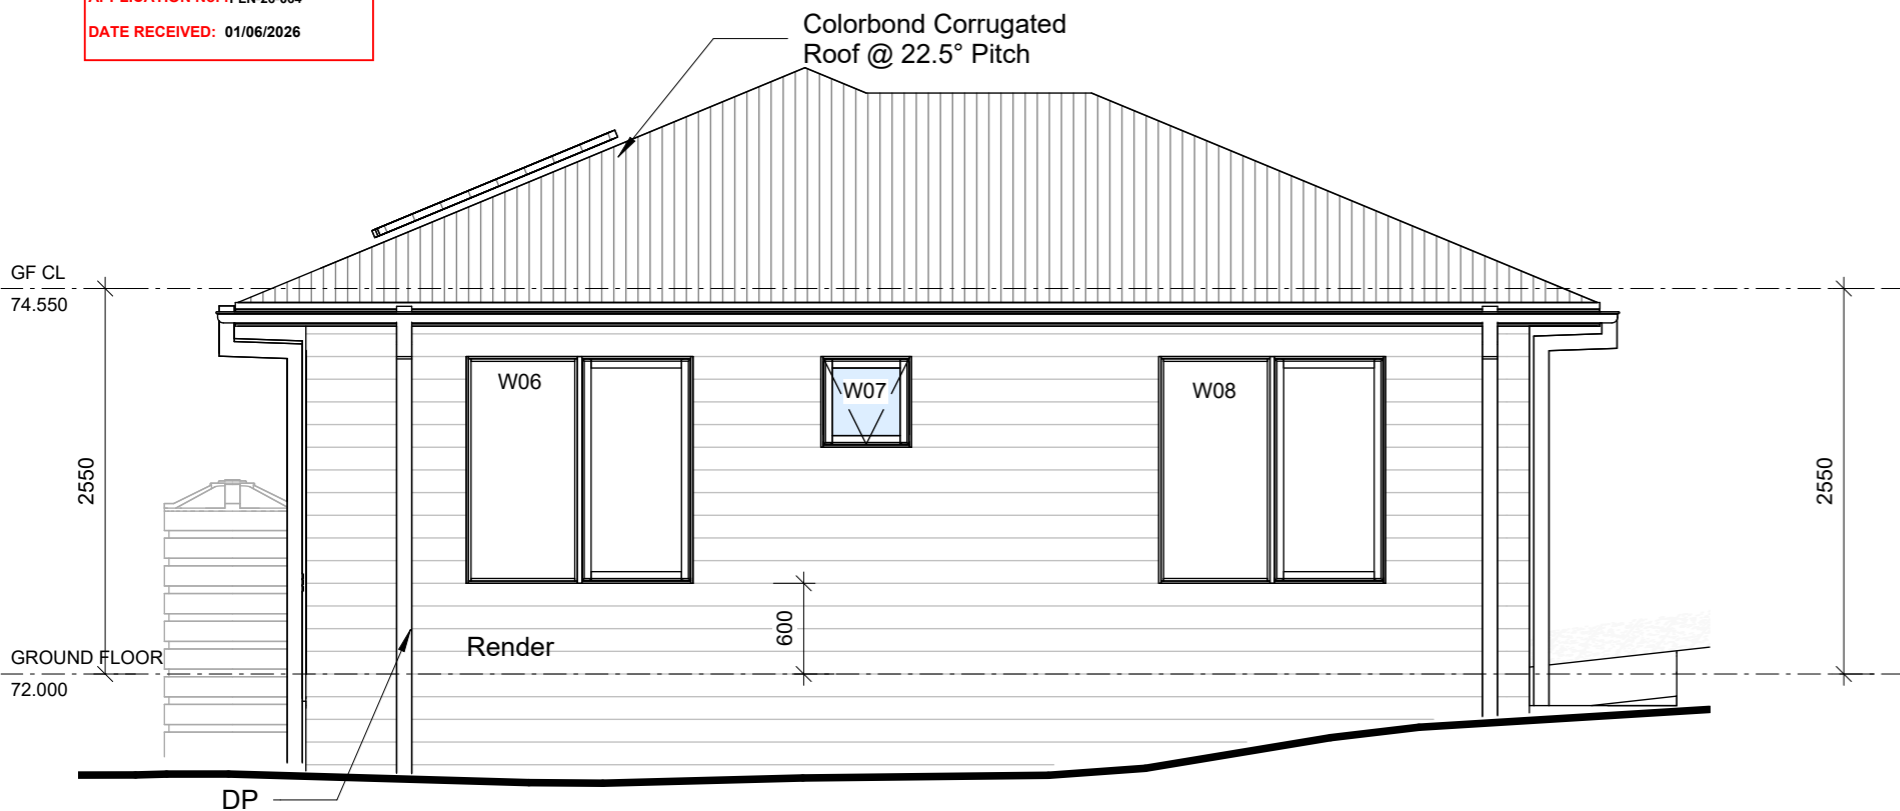 DATE RECEIVED: 01/06/2026
Colorbond Corrugated
Roof @ 22.5° Pitch
GF CL
74.550
2550
2550
W06
W07
W08
600
Render
GROUND FLOOR
72.000
DP